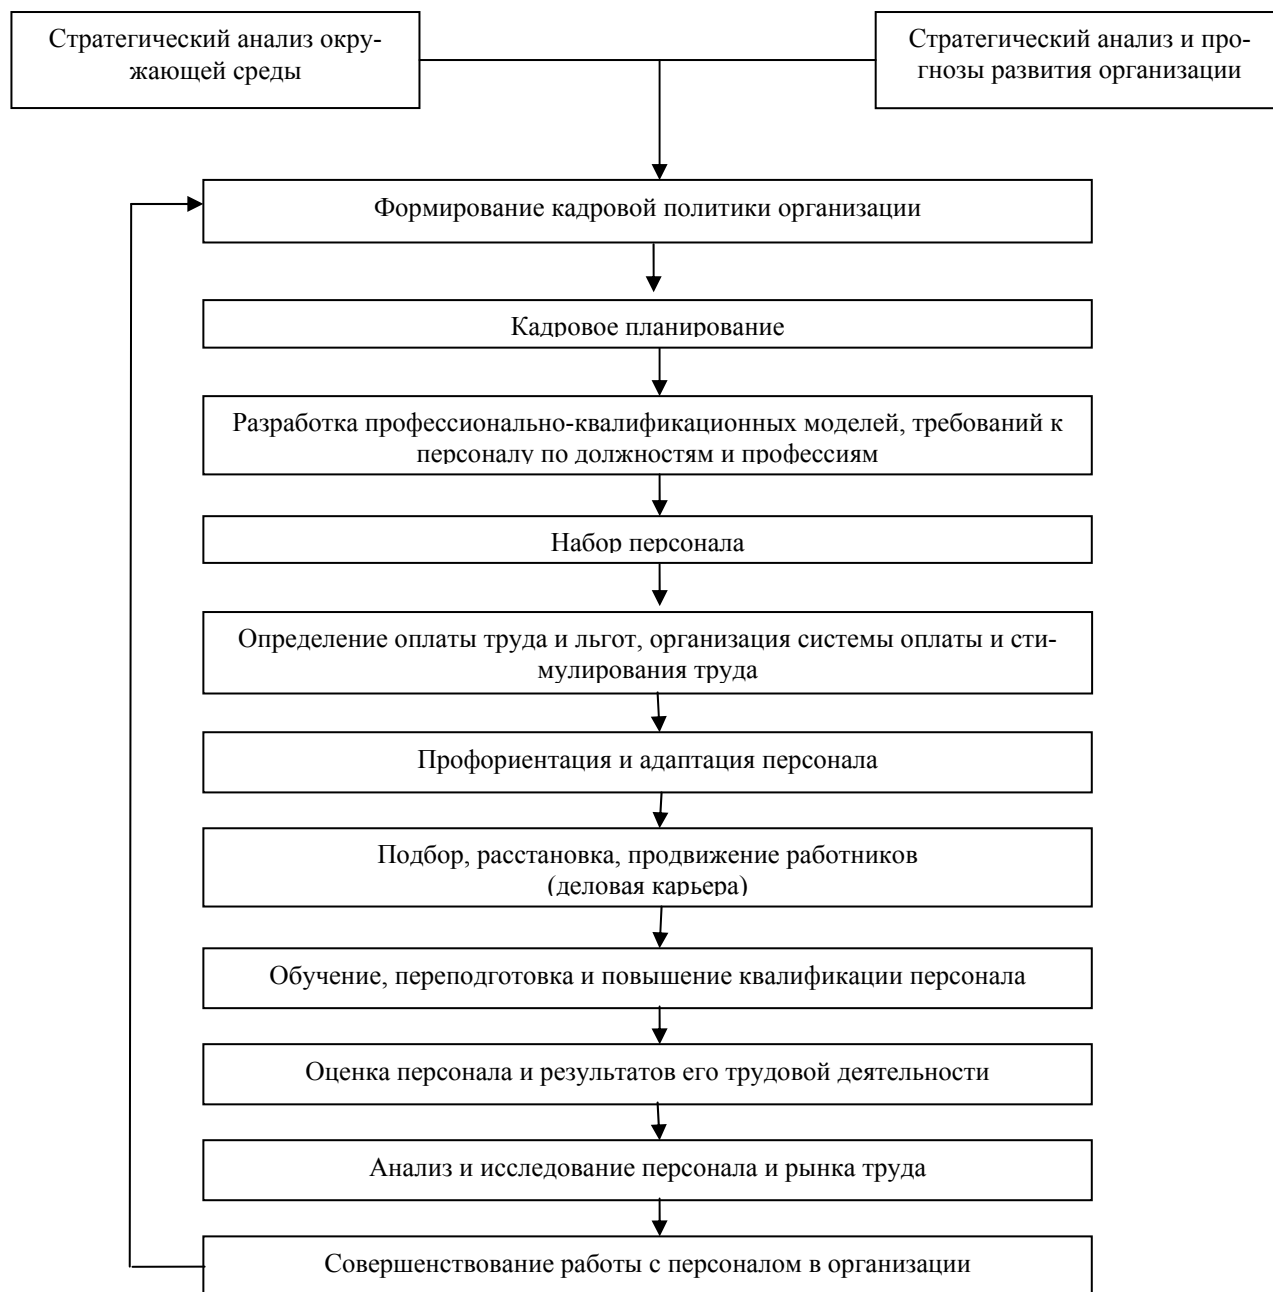 Стратегический анализ окру-
жающей среды
Стратегический анализ и про-
гнозы развития организации
Формирование кадровой политики организации
Кадровое планирование
Разработка профессионально-квалификационных моделей, требований к
персоналу по должностям и профессиям
Набор персонала
Определение оплаты труда и льгот, организация системы оплаты и сти-
мулирования труда
Профориентация и адаптация персонала
Подбор, расстановка, продвижение работников
(деловая карьера)
Обучение, переподготовка и повышение квалификации персонала
Оценка персонала и результатов его трудовой деятельности
Анализ и исследование персонала и рынка труда
Совершенствование работы с персоналом в организации